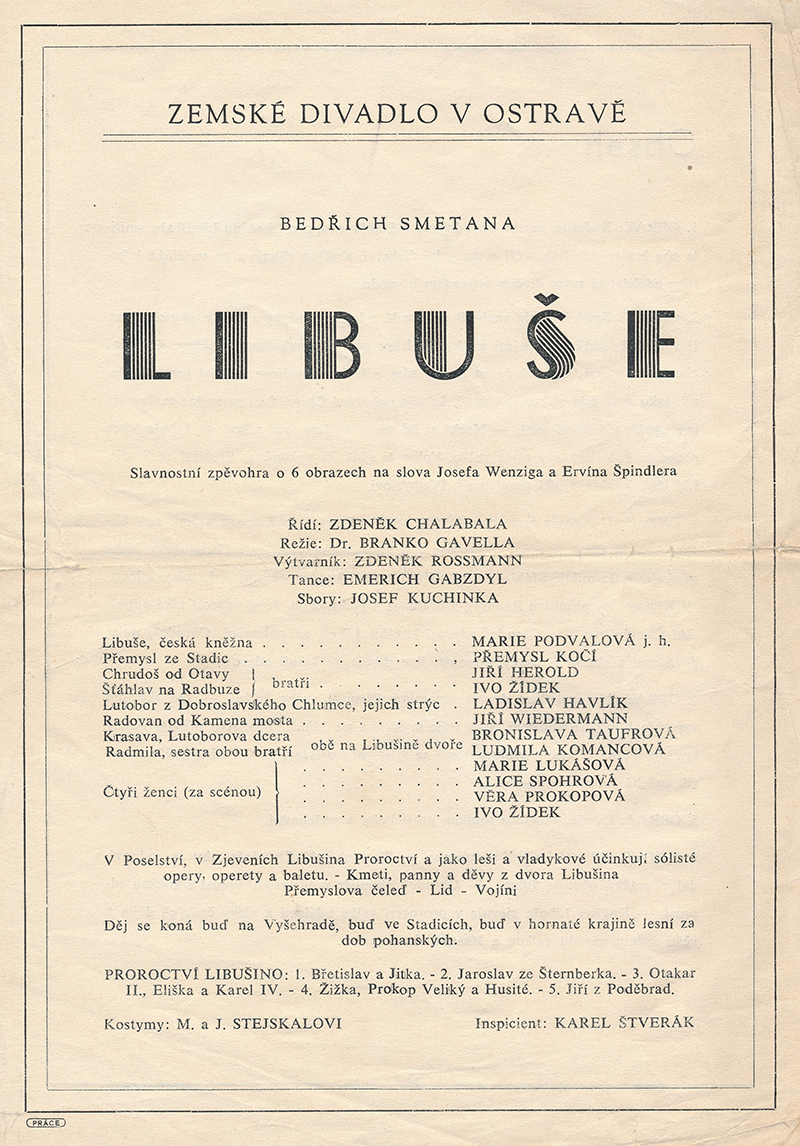 ZEMSKÉ DIVADLO V OSTRAVĚ
BEDŘICH SMETANA
LIBUŠE
Slavnostní zpěvohra o 6 obrazech na slova Josefa Wenziga a Ervína Špindlera
Řídí: ZDENĚK CHALABALA
Režie: Dr. BRANKO GAVELLA
Výtvarník: ZDENĚK ROSSMANN
Tance: EMERICH GABZDYL
Sbory: JOSEF KUCHINKA
Libuše, česká kněžna . . . . . . . . . . . MARIE PODVALOVÁ j. h.
Přemysl ze Stadic . . . . . . . . . . . , PŘEMYSL KOČÍ
Chrudoš od Otavy JIŘÍ HEROLD
bratři . . . . . . . .
Šťáhlav na Radbuze IVO ŽÍDEK
Lutobor z Dobroslavského Chlumce, jejich strýc . LADISLAV HAVLÍK
Radovan od Kamena mosta . . . . . . . . . JIŘÍ WIEDERMANN
Krasava, Lutoborova dcera BRONISLAVA TAUFROVÁ
obě na Libušině dvoře
Radmila, sestra obou bratří LUDMILA KOMANCOVÁ
. . . . . . . . . MARIE LUKÁŠOVÁ
. . . . . . . . . ALICE SPOHROVÁ
Čtyři ženci (za scénou)
. . . . . . . . . VĚRA PROKOPOVÁ
. . . . . . . . . IVO ŽÍDEK
V Poselství, v Zjeveních Libušina Proroctví a jako leši a vladykové účinkují sólisté
opery, operety a baletu. - Kmeti, panny a děvy z dvora Libušina
Přemyslova čeleď - Lid - Vojíni
Děj se koná buď na Vyšehradě, buď ve Stadicích, buď v hornaté krajině lesní za
dob pohanských.
PROROCTVÍ LIBUŠINO: 1. Břetislav a Jitka. - 2. Jaroslav ze Šternberka. - 3. Otakar
II., Eliška a Karel IV. - 4. Žižka, Prokop Veliký a Husité. - 5. Jiří z Poděbrad.
Kostymy: M. a J. STEJSKALOVI Inspicient: KAREL ŠTVERÁK
PRÁCE